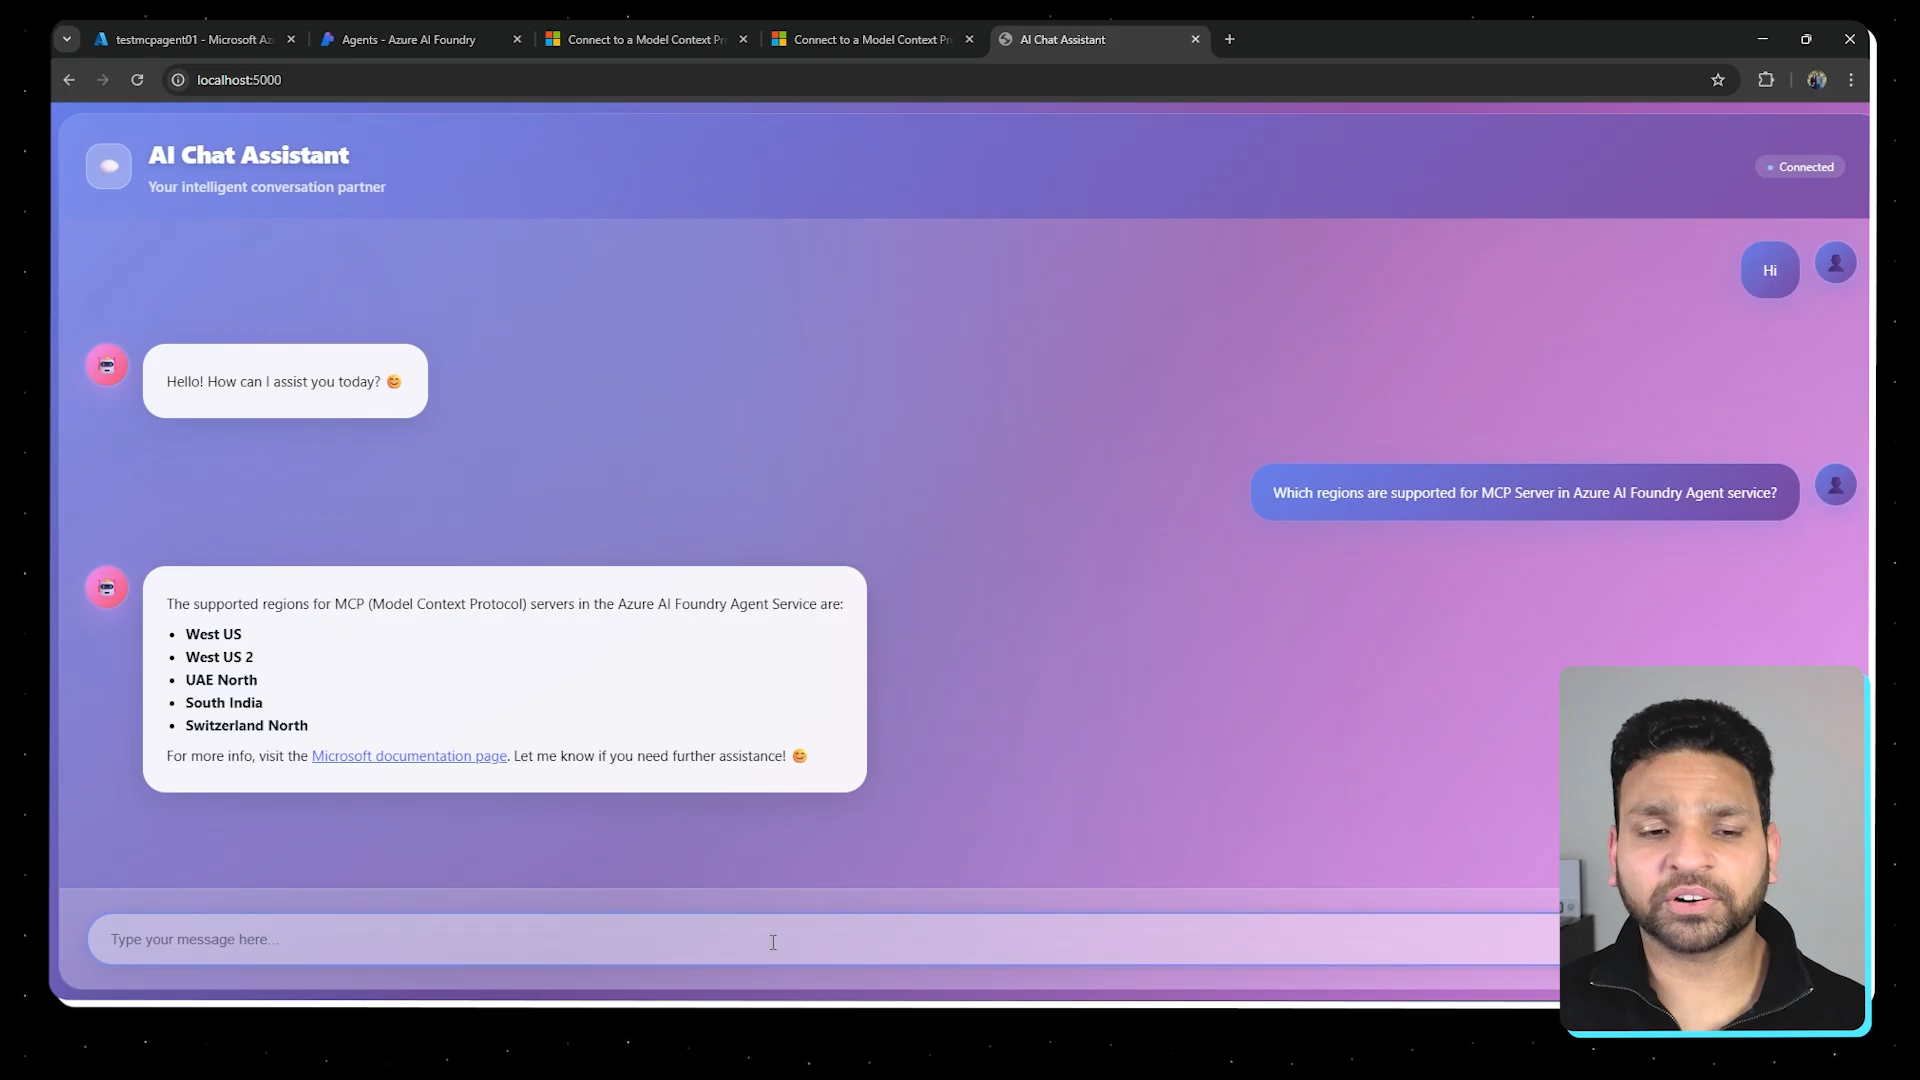 testmcpagent01 - Microsoft Az
Agents - Azure AI Foundry
Connect to a Model Context Pr
Connect to a Model Context Pr
AI Chat Assistant
localhost:5000
AI Chat Assistant
Your intelligent conversation partner
Connected
Hi
Hello! How can I assist you today? 😊
Which regions are supported for MCP Server in Azure AI Foundry Agent service?
The supported regions for MCP (Model Context Protocol) servers in the Azure AI Foundry Agent Service are:
• West US
• West US 2
• UAE North
• South India
• Switzerland North
For more info, visit the Microsoft documentation page. Let me know if you need further assistance! 😊
Type your message here...